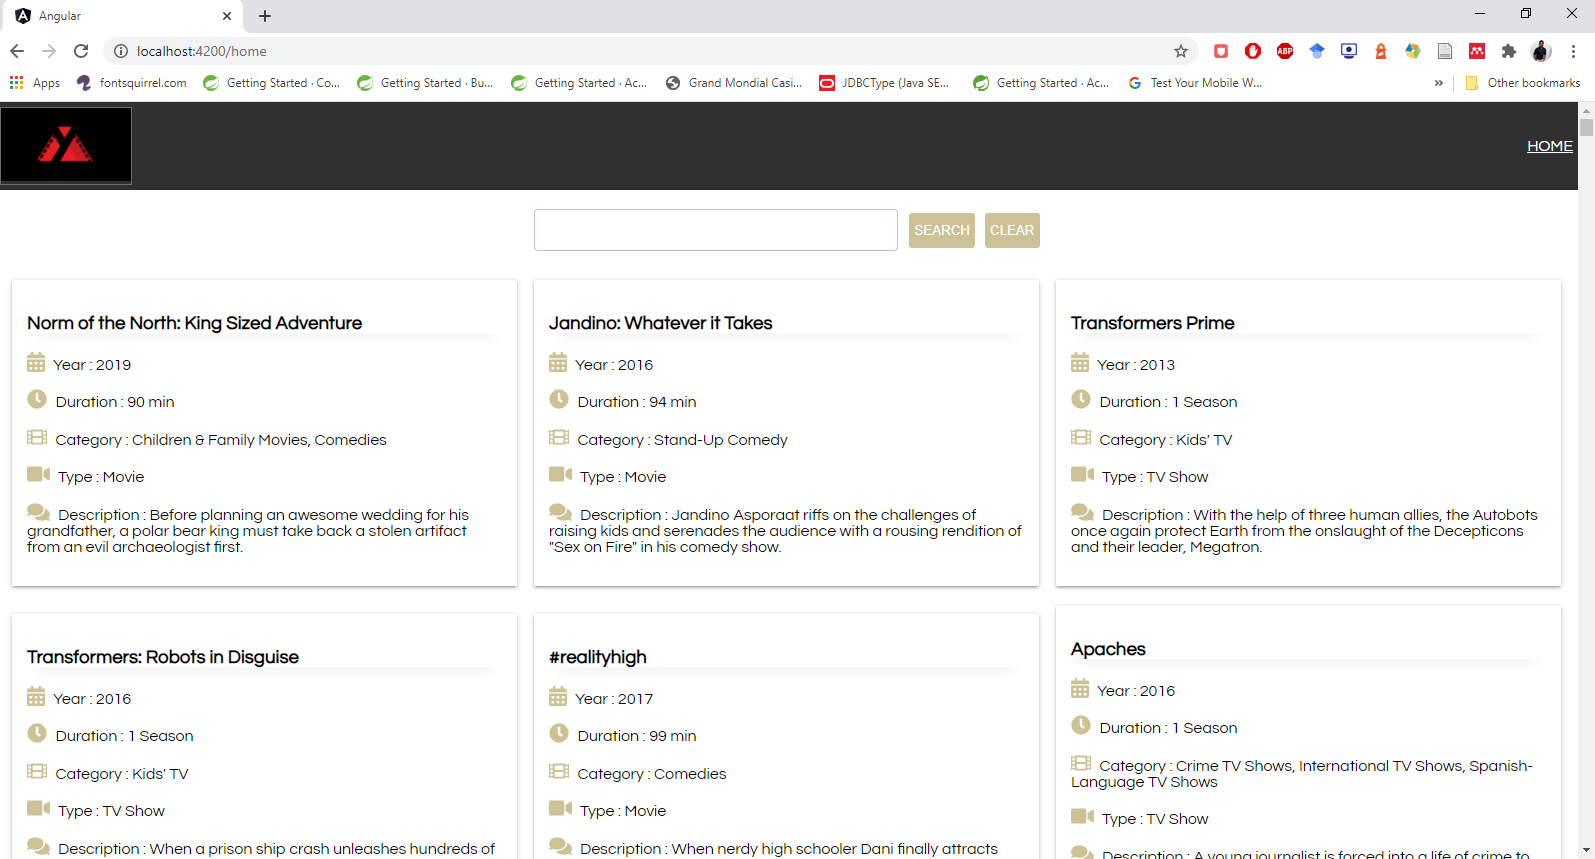 Angular
localhost:4200/home
Apps fontsquirrel.com Getting Started · Co... Getting Started · Bu... Getting Started · Ac... Grand Mondial Casi... JDBCType (Java SE... Getting Started · Ac... Test Your Mobile W... » Other bookmarks
ABP
HOME
SEARCH CLEAR
Norm of the North: King Sized Adventure
Year : 2019
Duration : 90 min
Category : Children & Family Movies, Comedies
Type : Movie
Description : Before planning an awesome wedding for his
grandfather, a polar bear king must take back a stolen artifact
from an evil archaeologist first.
Jandino: Whatever it Takes
Year : 2016
Duration : 94 min
Category : Stand-Up Comedy
Type : Movie
Description : Jandino Asporaat riffs on the challenges of
raising kids and serenades the audience with a rousing rendition of
"Sex on Fire" in his comedy show.
Transformers Prime
Year : 2013
Duration : 1 Season
Category : Kids' TV
Type : TV Show
Description : With the help of three human allies, the Autobots
once again protect Earth from the onslaught of the Decepticons
and their leader, Megatron.
Transformers: Robots in Disguise
Year : 2016
Duration : 1 Season
Category : Kids' TV
Type : TV Show
Description : When a prison ship crash unleashes hundreds of
#realityhigh
Year : 2017
Duration : 99 min
Category : Comedies
Type : Movie
Description : When nerdy high schooler Dani finally attracts
Apaches
Year : 2016
Duration : 1 Season
Category : Crime TV Shows, International TV Shows, Spanish-
Language TV Shows
Type : TV Show
Description : A young journalist is forced into a life of crime to